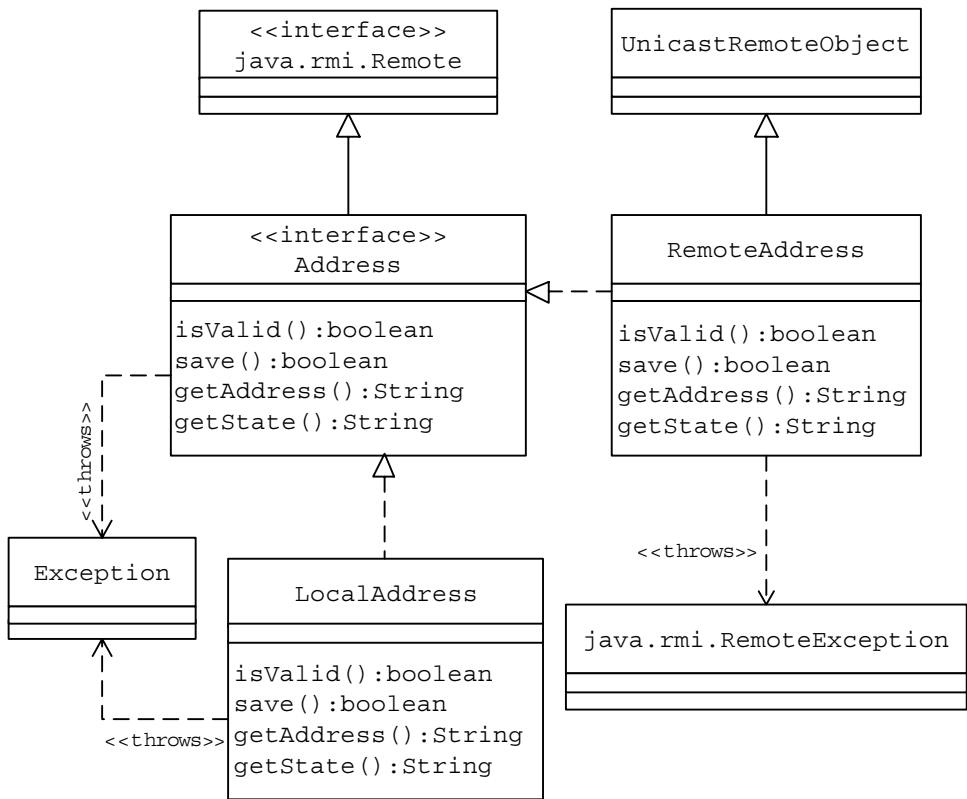 <<interface>>
java.rmi.Remote
UnicastRemoteObject
<<interface>>
Address
isValid():boolean
save():boolean
getAddress():String
getState():String
RemoteAddress
isValid():boolean
save():boolean
getAddress():String
getState():String
<<throws>>
<<throws>>
Exception
LocalAddress
isValid():boolean
save():boolean
getAddress():String
getState():String
java.rmi.RemoteException
<<throws>>